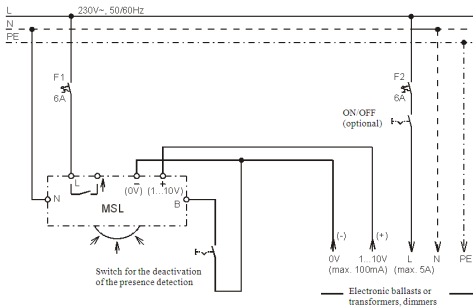 L
230V~, 50/60Hz
N
PE
F1
6A
F2
6A
ON/OFF
(optional)
L
(0V)
-
+
(1...10V)
N
MSL
B
(-)
(+)
0V
1...10V
L
N
PE
(max. 100mA)
(max. 5A)
Switch for the deactivation
of the presence detection
Electronic ballasts or
transformers, dimmers